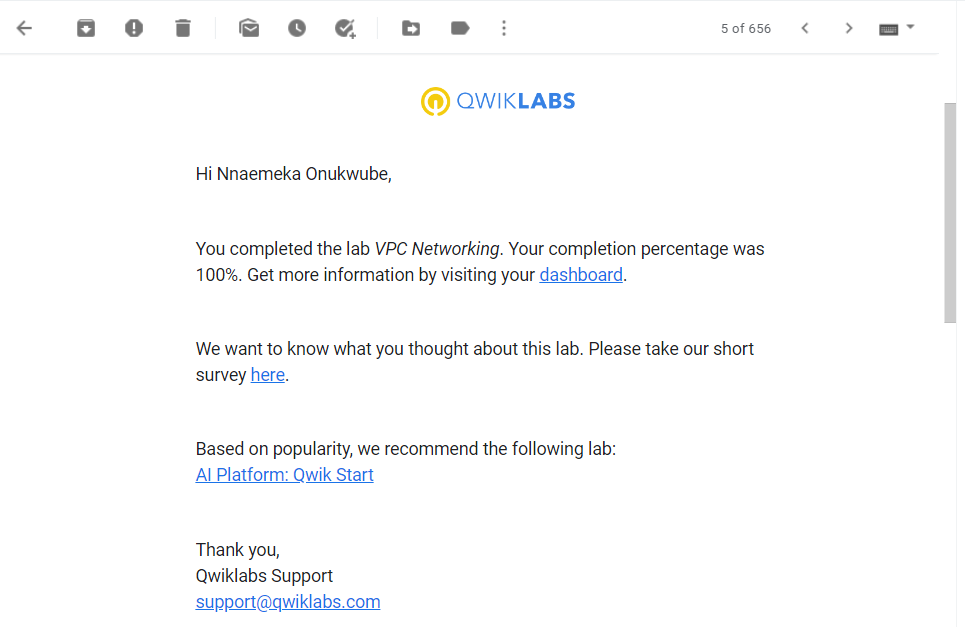 5 of 656
QWIKLABS
Hi Nnaemeka Onukwube,
You completed the lab VPC Networking. Your completion percentage was
100%. Get more information by visiting your dashboard.
We want to know what you thought about this lab. Please take our short
survey here.
Based on popularity, we recommend the following lab:
AI Platform: Qwik Start
Thank you,
Qwiklabs Support
support@qwiklabs.com